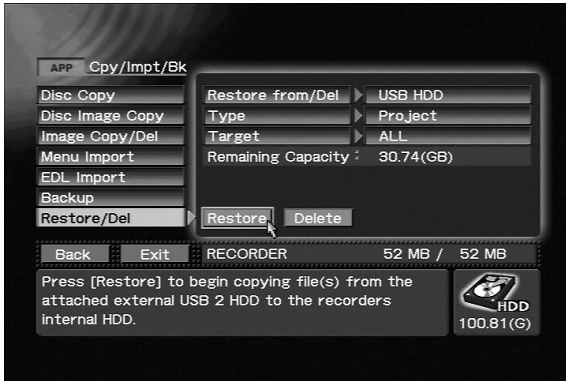 APP Cpy/Impt/Bk
Disc Copy
Disc Image Copy
Image Copy/Del
Menu Import
EDL Import
Backup
Restore/Del
Restore from/Del USB HDD
Type Project
Target ALL
Remaining Capacity : 30.74(GB)
Restore Delete
Back Exit RECORDER 52 MB / 52 MB
Press [Restore] to begin copying file(s) from the
attached external USB 2 HDD to the recorders
internal HDD.
HDD
100.81(G)